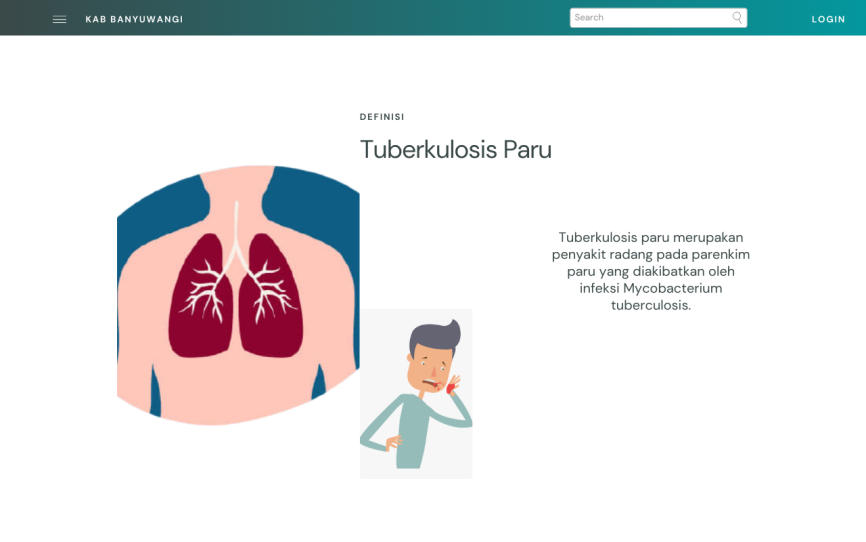 KAB BANYUWANGI
Search
LOGIN
DEFINISI
Tuberkulosis Paru
Tuberkulosis paru merupakan
penyakit radang pada parenkim
paru yang diakibatkan oleh
infeksi Mycobacterium
tuberculosis.